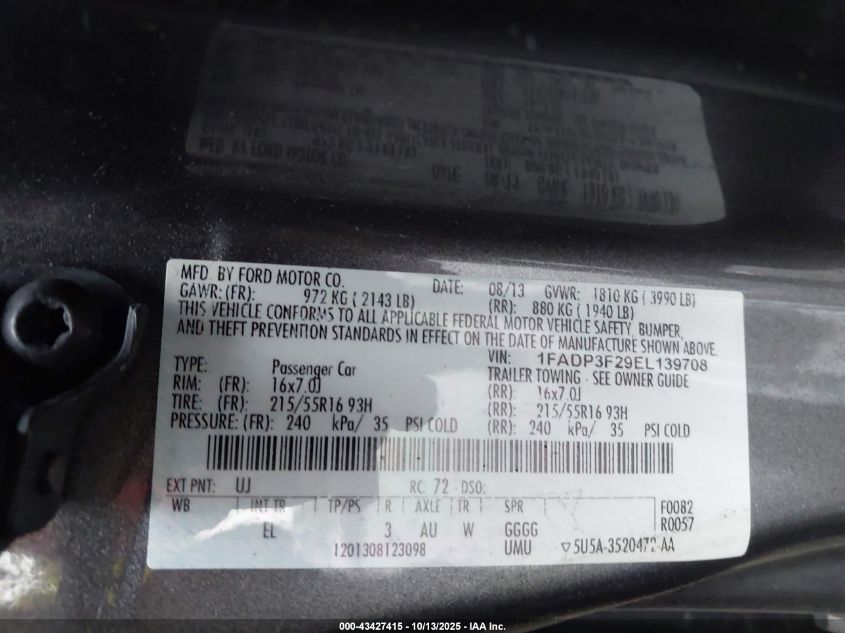 MFD. BY FORD MOTOR CO. DATE: 08/13 GVWR: 1810 KG ( 3990 LB)
GAWR: (FR): 972 KG ( 2143 LB) (RR): 880 KG ( 1940 LB)
THIS VEHICLE CONFORMS TO ALL APPLICABLE FEDERAL MOTOR VEHICLE SAFETY, BUMPER,
AND THEFT PREVENTION STANDARDS IN EFFECT ON THE DATE OF MANUFACTURE SHOWN ABOVE.
VIN: 1FADP3F29EL139708
TYPE: Passenger Car TRAILER TOWING - SEE OWNER GUIDE
RIM: (FR): 16x7.0J (RR): 16x7.0J
TIRE: (FR): 215/55R16 93H (RR): 215/55R16 93H
PRESSURE: (FR): 240 kPa/ 35 PSI COLD (RR): 240 kPa/ 35 PSI COLD
EXT PNT: UJ RC: 72 DSO:
WB INT TR TP/PS R AXLE TR SPR F0082
EL 3 AU W GGGG R0057
1201308123098 UMU ▽5U5A-3520472-AA
000-43427415 - 10/13/2025 - IAA Inc.